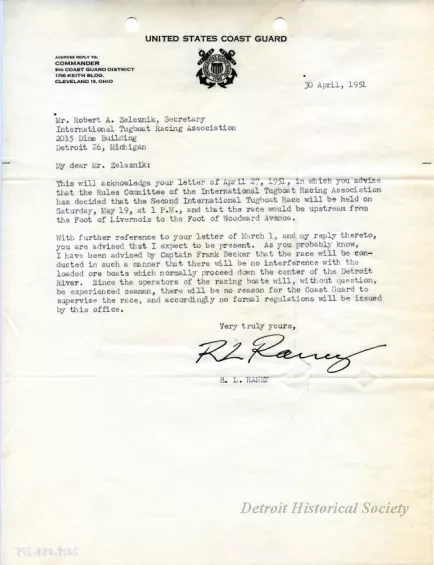 UNITED STATES COAST GUARD
ADDRESS REPLY TO:
COMMANDER
9TH COAST GUARD DISTRICT
1700 KEITH BLDG.
CLEVELAND 15, OHIO
30 April, 1951
Mr. Robert A. Zeleznik, Secretary
International Tugboat Racing Association
2015 Dime Building
Detroit 26, Michigan
My dear Mr. Zeleznik:
This will acknowledge your letter of April 27, 1951, in which you advise
that the Rules Committee of the International Tugboat Racing Association
has decided that the Second International Tugboat Race will be held on
Saturday, May 19, at 1 P.M., and that the race would be upstream from
the Foot of Livernois to the Foot of Woodward Avenue.
With further reference to your letter of March 1, and my reply thereto,
you are advised that I expect to be present. As you probably know,
I have been advised by Captain Frank Becker that the race will be con-
ducted in such a manner that there will be no interference with the
loaded ore boats which normally proceed down the center of the Detroit
River. Since the operators of the racing boats will, without question,
be experienced seamen, there will be no reason for the Coast Guard to
supervise the race, and accordingly no formal regulations will be issued
by this office.
Very truly yours,
R L Raney
R. L. RANEY
Detroit Historical Society